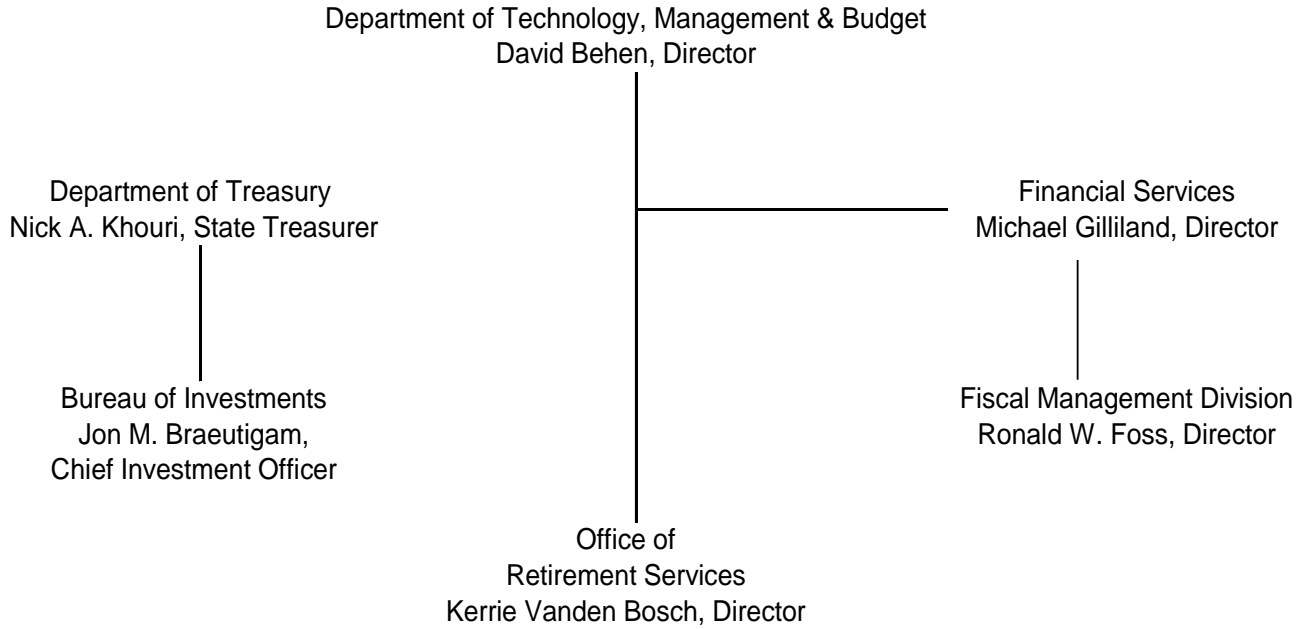 Department of Technology, Management & Budget
David Behen, Director
Department of Treasury
Nick A. Khouri, State Treasurer
Financial Services
Michael Gilliland, Director
Bureau of Investments
Jon M. Braeutigam,
Chief Investment Officer
Fiscal Management Division
Ronald W. Foss, Director
Office of
Retirement Services
Kerrie Vanden Bosch, Director